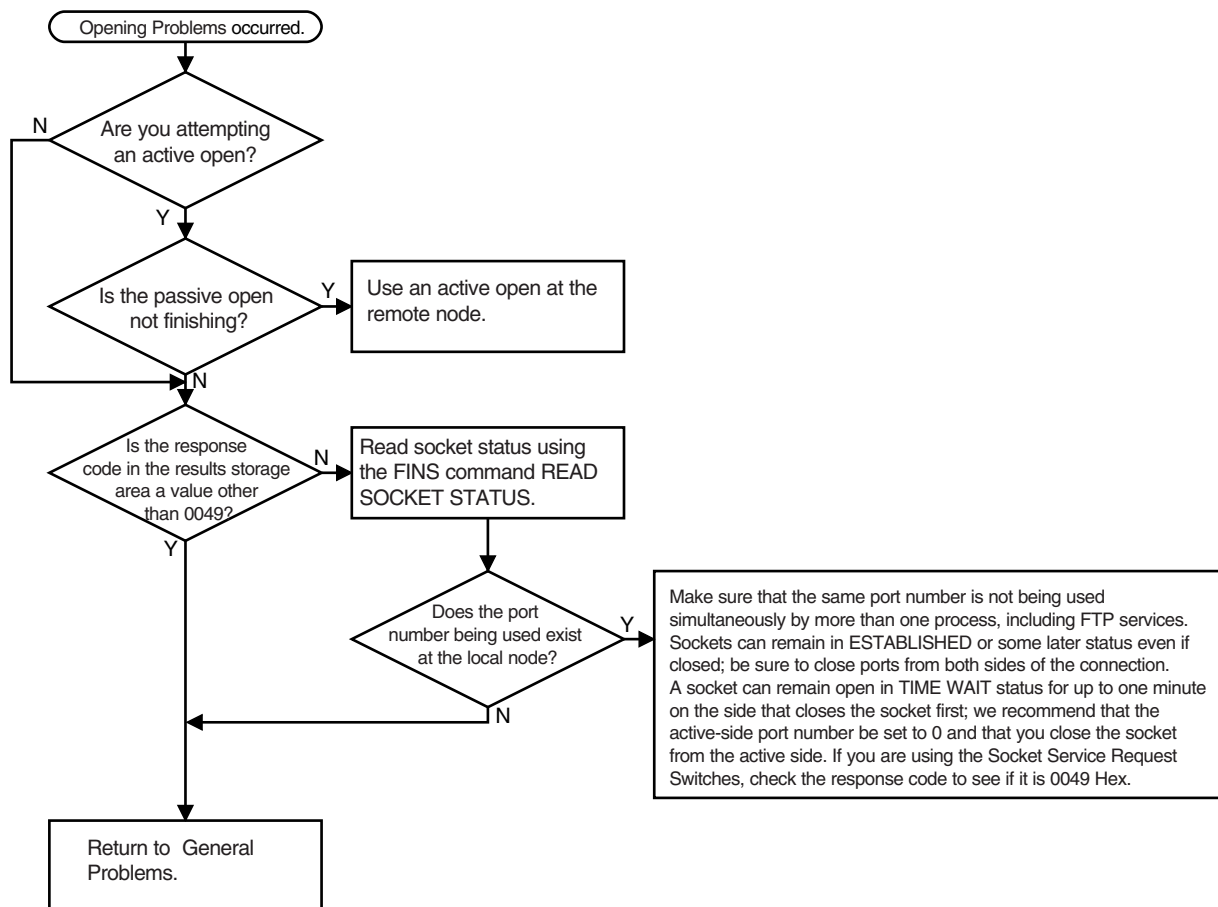 Opening Problems occurred.
N
Are you attempting
an active open?
Y
Is the passive open
not finishing?
Y
Use an active open at the
remote node.
N
Is the response
code in the results storage
area a value other
than 0049?
N
Read socket status using
the FINS command READ
SOCKET STATUS.
Y
Does the port
number being used exist
at the local node?
Y
Make sure that the same port number is not being used
simultaneously by more than one process, including FTP services.
Sockets can remain in ESTABLISHED or some later status even if
closed; be sure to close ports from both sides of the connection.
A socket can remain open in TIME WAIT status for up to one minute
on the side that closes the socket first; we recommend that the
active-side port number be set to 0 and that you close the socket
from the active side. If you are using the Socket Service Request
Switches, check the response code to see if it is 0049 Hex.
N
Return to General
Problems.